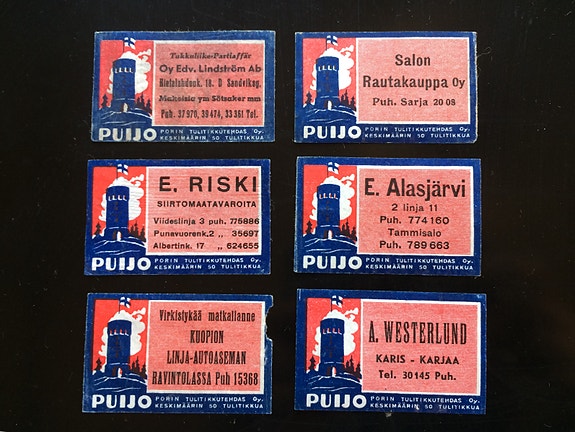 Tukkuliike-Partiaffär
Oy Edv. Lindström Ab
Hietalahdenk. 18. D Sandviksg.
Makeisia ym Sötsaker mm
Puh. 37 978, 39 474, 33 361 Tel.
PUIJO PORIN TULITIKKUTEHDAS Oy.
KESKIMÄÄRIN 50 TULITIKKUA
Salon
Rautakauppa Oy
Puh. Sarja 20 08
PUIJO PORIN TULITIKKUTEHDAS Oy.
KESKIMÄÄRIN 50 TULITIKKUA
E. RISKI
SIIRTOMAATAVAROITA
Viideslinja 3 puh. 775886
Punavuorenk.2 „ 35697
Albertink. 17 „ 624655
PUIJO PORIN TULITIKKUTEHDAS Oy.
KESKIMÄÄRIN 50 TULITIKKUA
E. Alasjärvi
2 linja 11
Puh. 774 160
Tammisalo
Puh. 789 663
PUIJO PORIN TULITIKKUTEHDAS Oy.
KESKIMÄÄRIN 50 TULITIKKUA
Virkistykää matkallanne
KUOPION
LINJA-AUTOASEMAN
RAVINTOLASSA Puh 15368
PUIJO PORIN TULITIKKUTEHDAS Oy.
KESKIMÄÄRIN 50 TULITIKKUA
A. WESTERLUND
KARIS - KARJAA
Tel. 30145 Puh.
PUIJO PORIN TULITIKKUTEHDAS Oy.
KESKIMÄÄRIN 50 TULITIKKUA